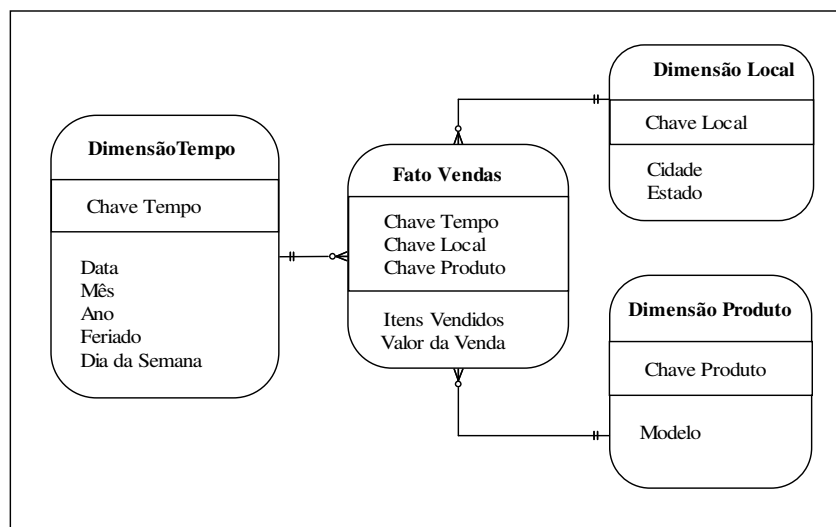 DimensãoTempo
Chave Tempo
Data
Mês
Ano
Feriado
Dia da Semana
Fato Vendas
Chave Tempo
Chave Local
Chave Produto
Itens Vendidos
Valor da Venda
Dimensão Local
Chave Local
Cidade
Estado
Dimensão Produto
Chave Produto
Modelo